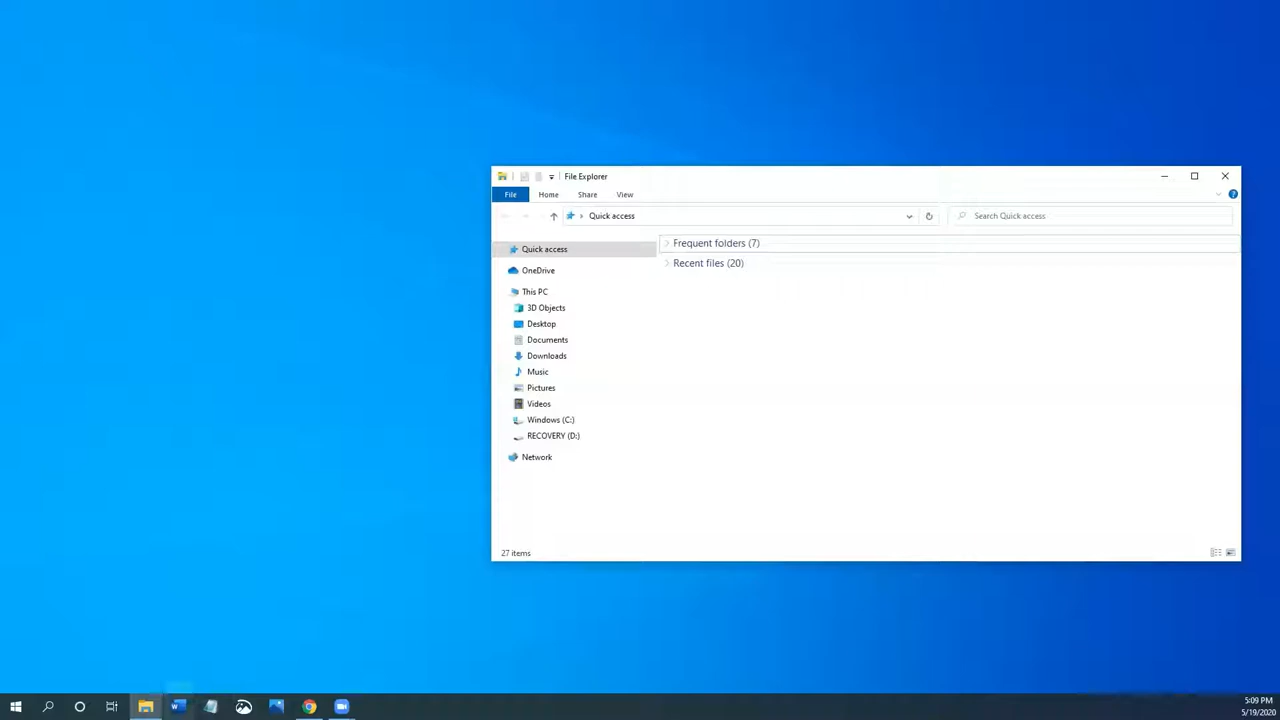 File Explorer
File Home Share View
Quick access
Search Quick access
Quick access
Frequent folders (7)
Recent files (20)
OneDrive
This PC
3D Objects
Desktop
Documents
Downloads
Music
Pictures
Videos
Windows (C:)
RECOVERY (D:)
Network
27 items
5:09 PM
5/19/2020